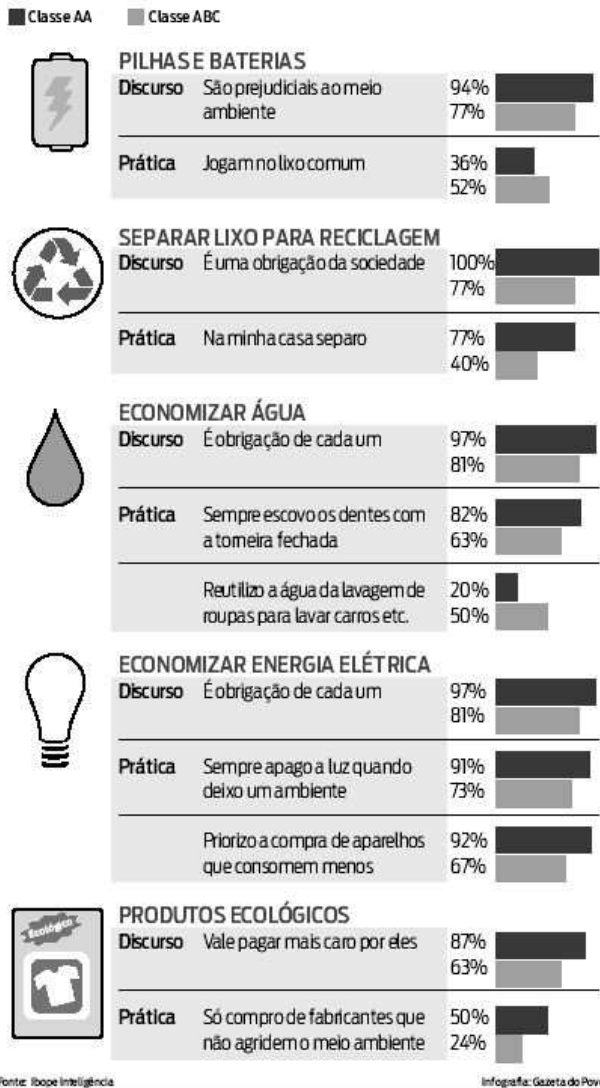 Classe AA Classe ABC
PILHAS E BATERIAS
Discurso São prejudiciais ao meio 94%
ambiente 77%
Prática Jogam no lixo comum 36%
52%
SEPARAR LIXO PARA RECICLAGEM
Discurso É uma obrigação da sociedade 100%
77%
Prática Na minha casa separo 77%
40%
ECONOMIZAR ÁGUA
Discurso É obrigação de cada um 97%
81%
Prática Sempre escovo os dentes com 82%
a torneira fechada 63%
Reutilizo a água da lavagem de 20%
roupas para lavar carros etc. 50%
ECONOMIZAR ENERGIA ELÉTRICA
Discurso É obrigação de cada um 97%
81%
Prática Sempre apago a luz quando 91%
deixo um ambiente 73%
Priorizo a compra de aparelhos 92%
que consomem menos 67%
PRODUTOS ECOLÓGICOS
Ecológico
Discurso Vale pagar mais caro por eles 87%
63%
Prática Só compro de fabricantes que 50%
não agridem o meio ambiente 24%
Fonte: Ibope Inteligência Infografia: Gazeta do Pov